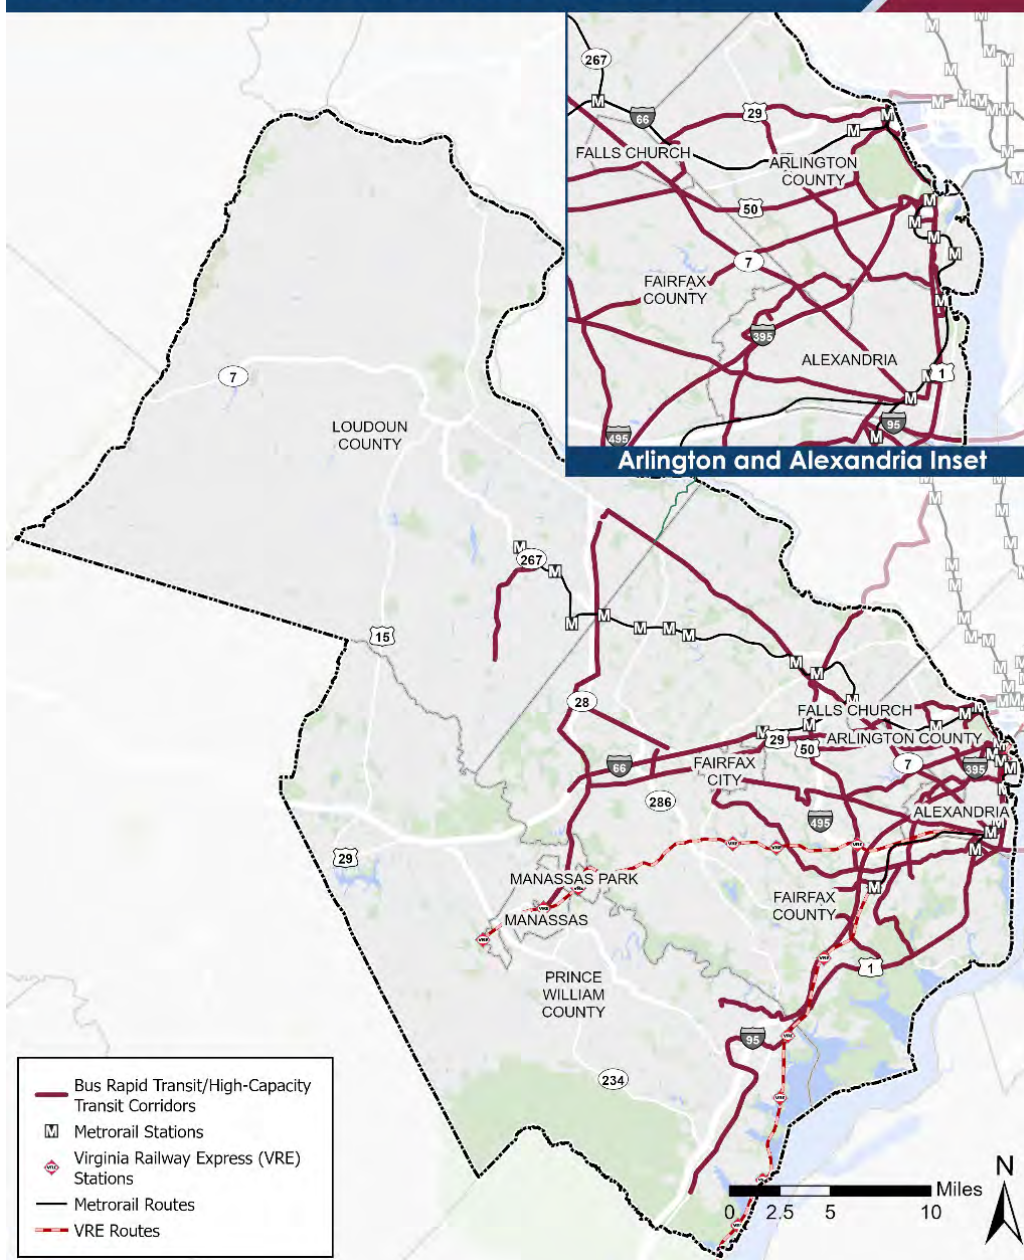 267
66
29
FALLS CHURCH
ARLINGTON
COUNTY
50
7
FAIRFAX
COUNTY
395
ALEXANDRIA
1
95
495
Arlington and Alexandria Inset
7
LOUDOUN
COUNTY
267
15
28
FALLS CHURCH
29
ARLINGTON COUNTY
50
66
FAIRFAX
CITY
7
395
286
495
ALEXANDRIA
29
MANASSAS PARK
MANASSAS
FAIRFAX
COUNTY
1
PRINCE
WILLIAM
COUNTY
95
234
Bus Rapid Transit/High-Capacity
Transit Corridors
M Metrorail Stations
VRE Virginia Railway Express (VRE)
Stations
Metrorail Routes
VRE Routes
N
Miles
0 2.5 5 10